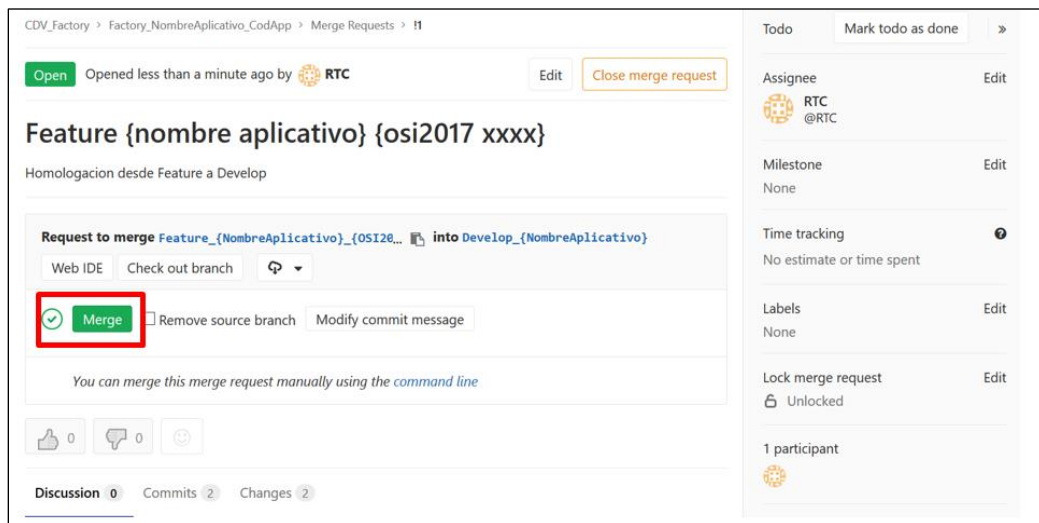 CDV_Factory > Factory_NombreAplicativo_CodApp > Merge Requests > !1
Open Opened less than a minute ago by RTC Edit Close merge request
Feature {nombre aplicativo} {osi2017 xxxx}
Homologacion desde Feature a Develop
Request to merge Feature_{NombreAplicativo}_{OSI20… into Develop_{NombreAplicativo}
Web IDE Check out branch
Merge Remove source branch Modify commit message
You can merge this merge request manually using the command line
0 0
Discussion 0 Commits 2 Changes 2
Todo Mark todo as done »
Assignee Edit
RTC
@RTC
Milestone Edit
None
Time tracking ?
No estimate or time spent
Labels Edit
None
Lock merge request Edit
Unlocked
1 participant